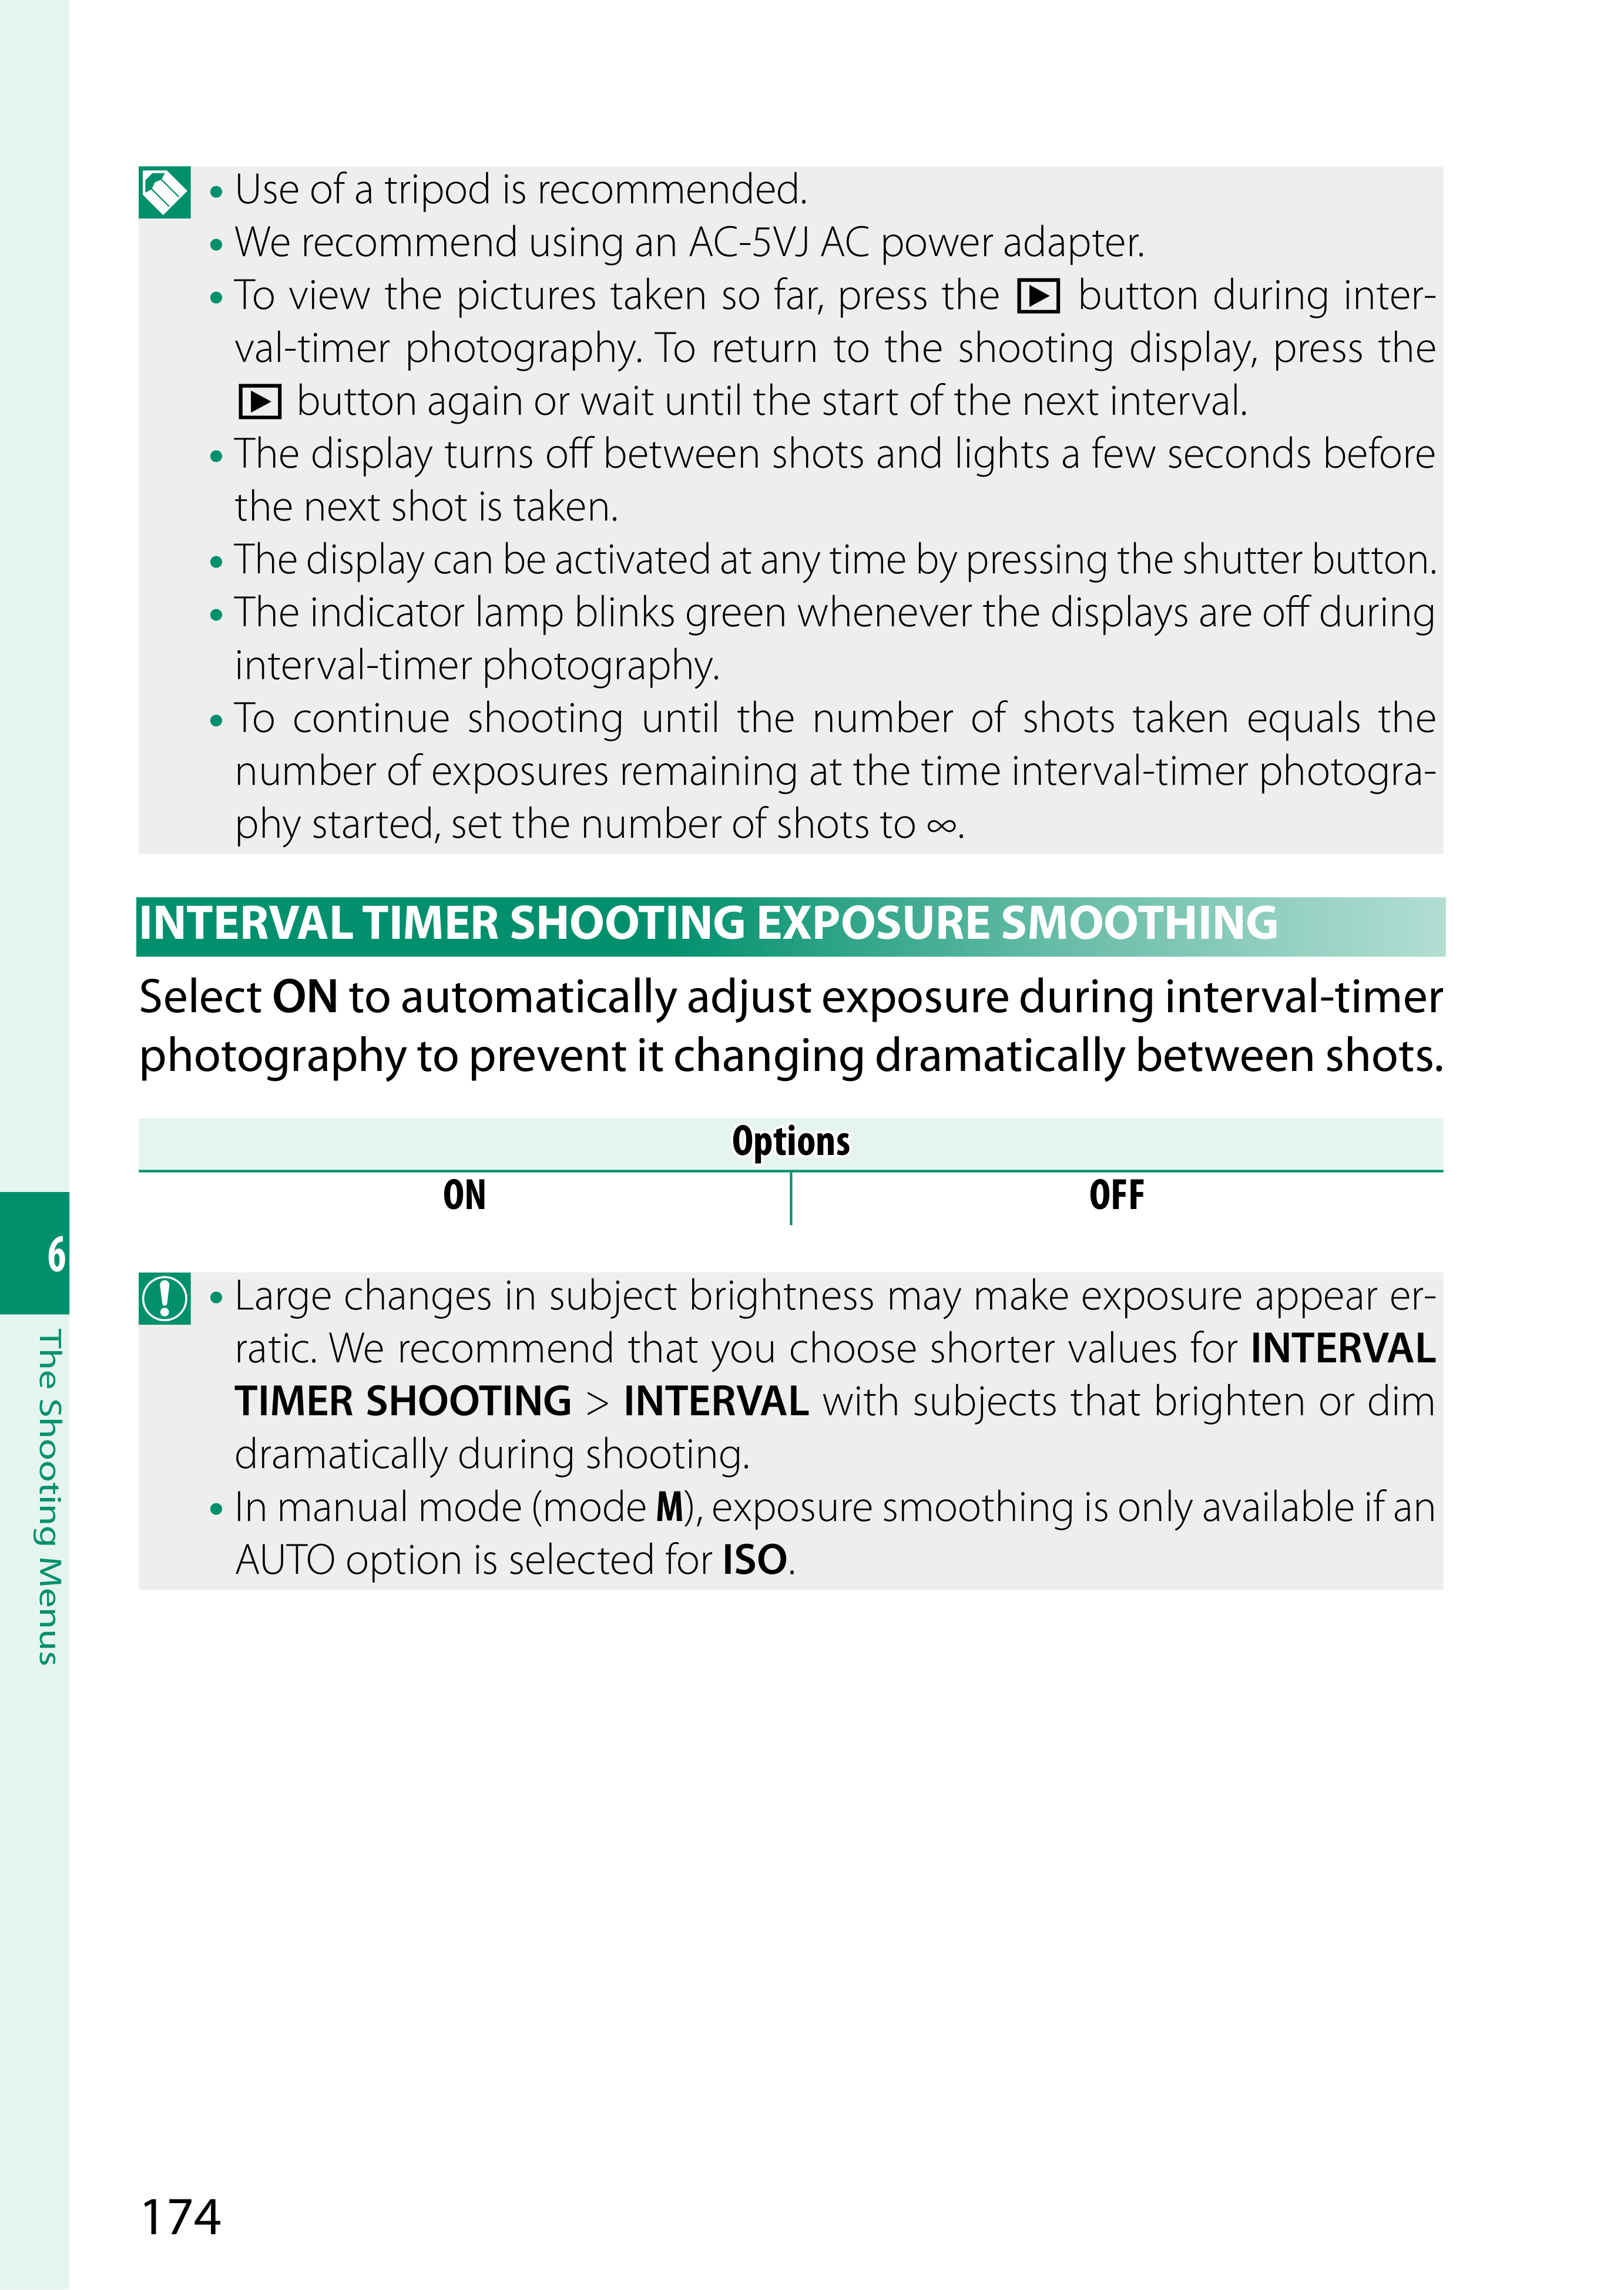 • Use of a tripod is recommended.
• We recommend using an AC-5VJ AC power adapter.
• To view the pictures taken so far, press the ▶ button during inter-
val-timer photography. To return to the shooting display, press the
▶ button again or wait until the start of the next interval.
• The display turns off between shots and lights a few seconds before
the next shot is taken.
• The display can be activated at any time by pressing the shutter button.
• The indicator lamp blinks green whenever the displays are off during
interval-timer photography.
• To continue shooting until the number of shots taken equals the
number of exposures remaining at the time interval-timer photogra-
phy started, set the number of shots to ∞.
INTERVAL TIMER SHOOTING EXPOSURE SMOOTHING
Select ON to automatically adjust exposure during interval-timer
photography to prevent it changing dramatically between shots.
Options
ON OFF
• Large changes in subject brightness may make exposure appear er-
ratic. We recommend that you choose shorter values for INTERVAL
TIMER SHOOTING > INTERVAL with subjects that brighten or dim
dramatically during shooting.
• In manual mode (mode M), exposure smoothing is only available if an
AUTO option is selected for ISO.
6
The Shooting Menus
174